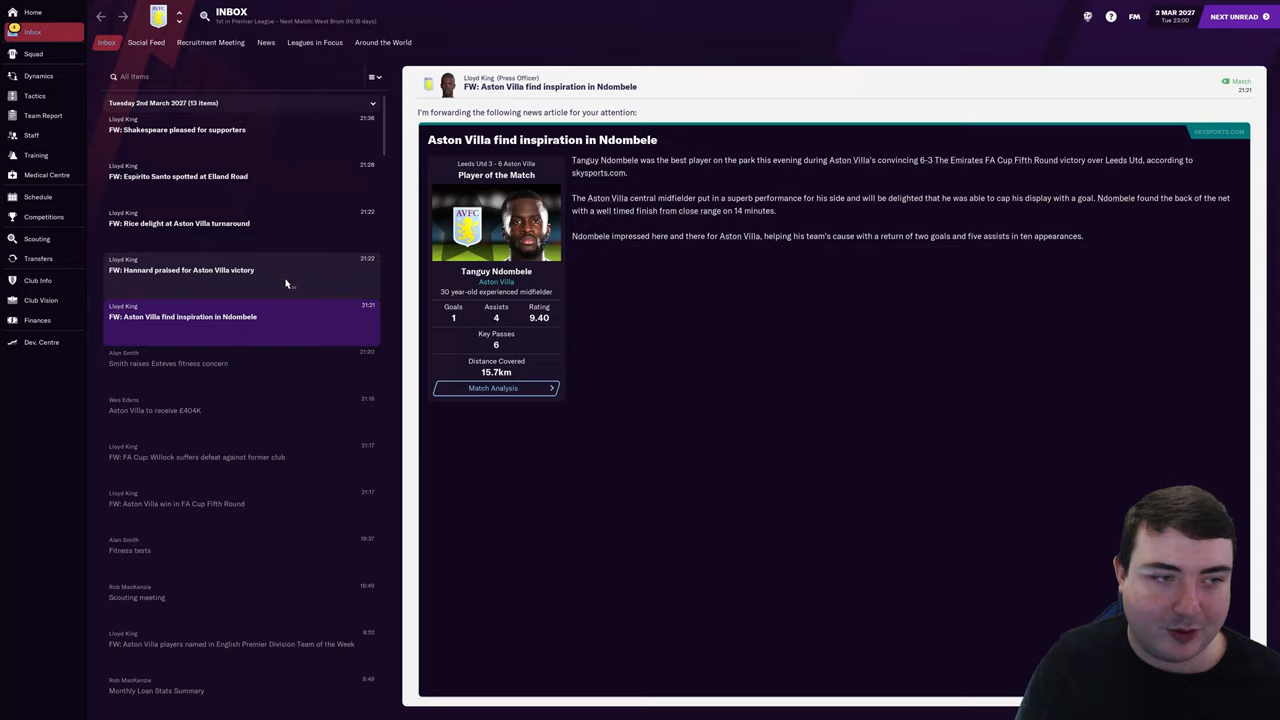 Home
Inbox
Squad
Dynamics
Tactics
Team Report
Staff
Training
Medical Centre
Schedule
Competitions
Scouting
Transfers
Club Info
Club Vision
Finances
Dev. Centre
INBOX
1st in Premier League - Next Match: West Brom (H) (8 days)
FM
2 MAR 2027
Tue 23:00
NEXT UNREAD
Inbox
Social Feed
Recruitment Meeting
News
Leagues in Focus
Around the World
All Items
Tuesday 2nd March 2027 (13 items)
Lloyd King 21:36
FW: Shakespeare pleased for supporters
Lloyd King 21:28
FW: Espírito Santo spotted at Elland Road
Lloyd King 21:22
FW: Rice delight at Aston Villa turnaround
Lloyd King 21:22
FW: Hannard praised for Aston Villa victory
Lloyd King 21:21
FW: Aston Villa find inspiration in Ndombele
Alan Smith 21:20
Smith raises Esteves fitness concern
Wes Edens 21:18
Aston Villa to receive £404K
Lloyd King 21:17
FW: FA Cup: Willock suffers defeat against former club
Lloyd King 21:17
FW: Aston Villa win in FA Cup Fifth Round
Alan Smith 19:37
Fitness tests
Rob MacKenzie 16:49
Scouting meeting
Lloyd King 8:52
FW: Aston Villa players named in English Premier Division Team of the Week
Rob MacKenzie 8:49
Monthly Loan Stats Summary
Lloyd King (Press Officer)
FW: Aston Villa find inspiration in Ndombele
Match
21:21
I'm forwarding the following news article for your attention:
SKYSPORTS.COM
Aston Villa find inspiration in Ndombele
Leeds Utd 3 - 6 Aston Villa
Player of the Match
AVFC
Tanguy Ndombele
Aston Villa
30 year-old experienced midfielder
Goals Assists Rating
1 4 9.40
Key Passes
6
Distance Covered
15.7km
Match Analysis
Tanguy Ndombele was the best player on the park this evening during Aston Villa's convincing 6-3 The Emirates FA Cup Fifth Round victory over Leeds Utd, according to
skysports.com.
The Aston Villa central midfielder put in a superb performance for his side and will be delighted that he was able to cap his display with a goal. Ndombele found the back of the net
with a well timed finish from close range on 14 minutes.
Ndombele impressed here and there for Aston Villa, helping his team's cause with a return of two goals and five assists in ten appearances.